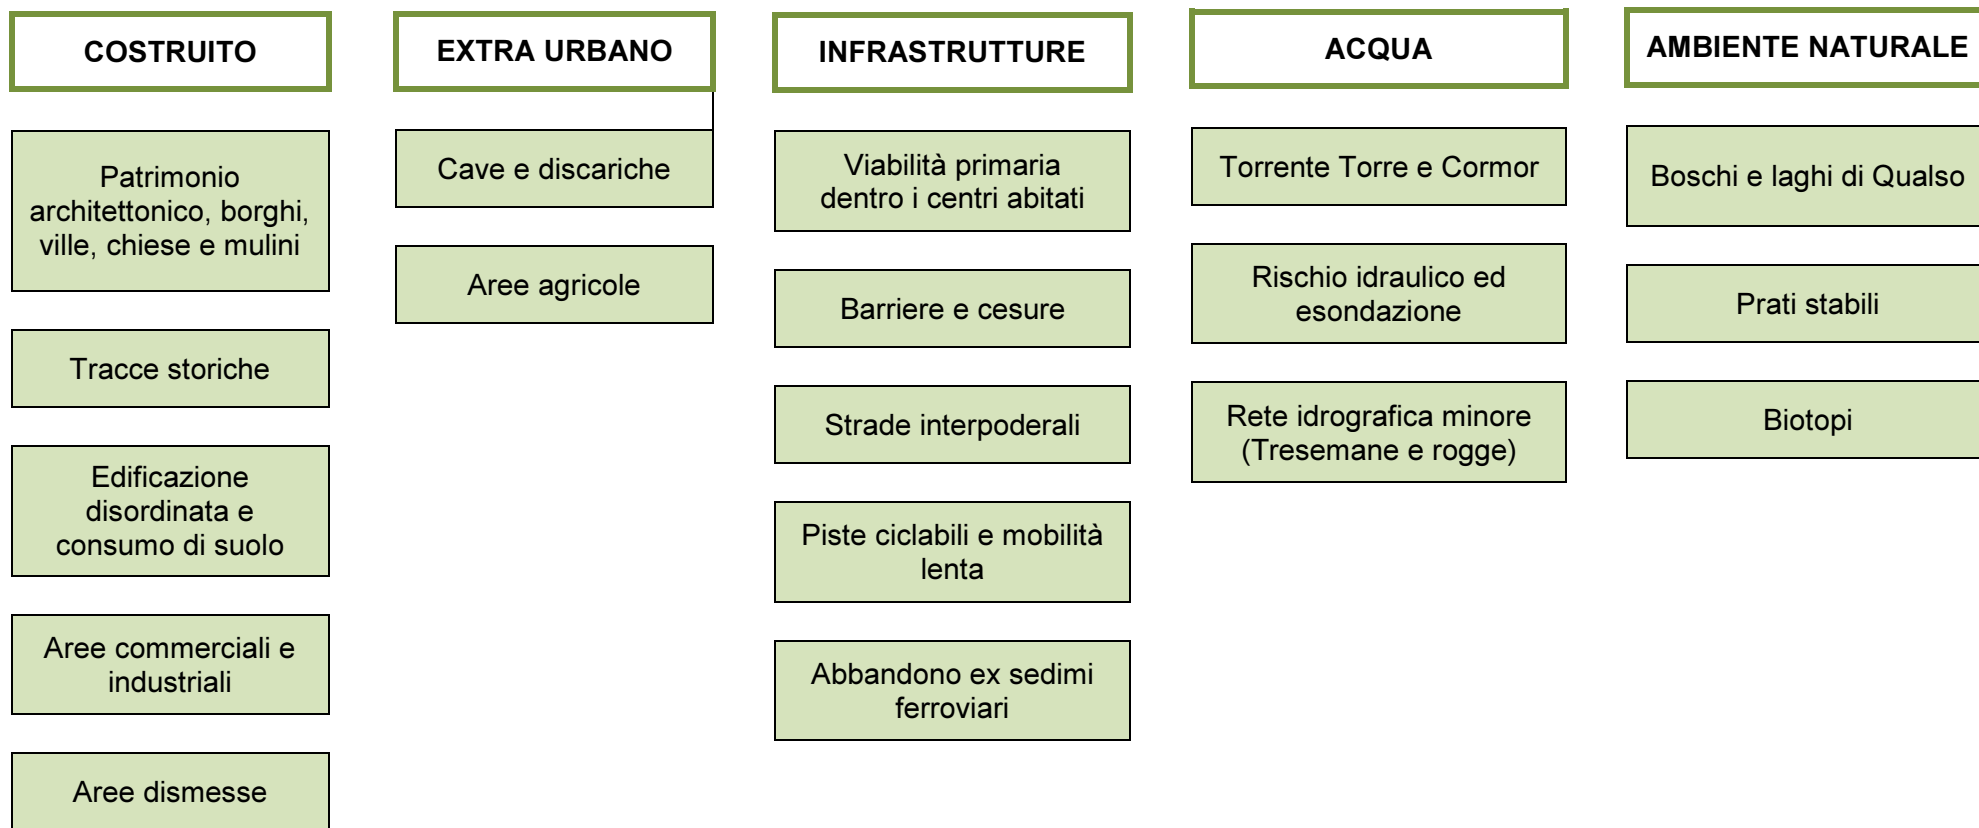 COSTRUITO
Patrimonio
architettonico, borghi,
ville, chiese e mulini
Tracce storiche
Edificazione
disordinata e
consumo di suolo
Aree commerciali e
industriali
Aree dismesse
EXTRA URBANO
Cave e discariche
Aree agricole
INFRASTRUTTURE
Viabilità primaria
dentro i centri abitati
Barriere e cesure
Strade interpoderali
Piste ciclabili e mobilità
lenta
Abbandono ex sedimi
ferroviari
ACQUA
Torrente Torre e Cormor
Rischio idraulico ed
esondazione
Rete idrografica minore
(Tresemane e rogge)
AMBIENTE NATURALE
Boschi e laghi di Qualso
Prati stabili
Biotopi